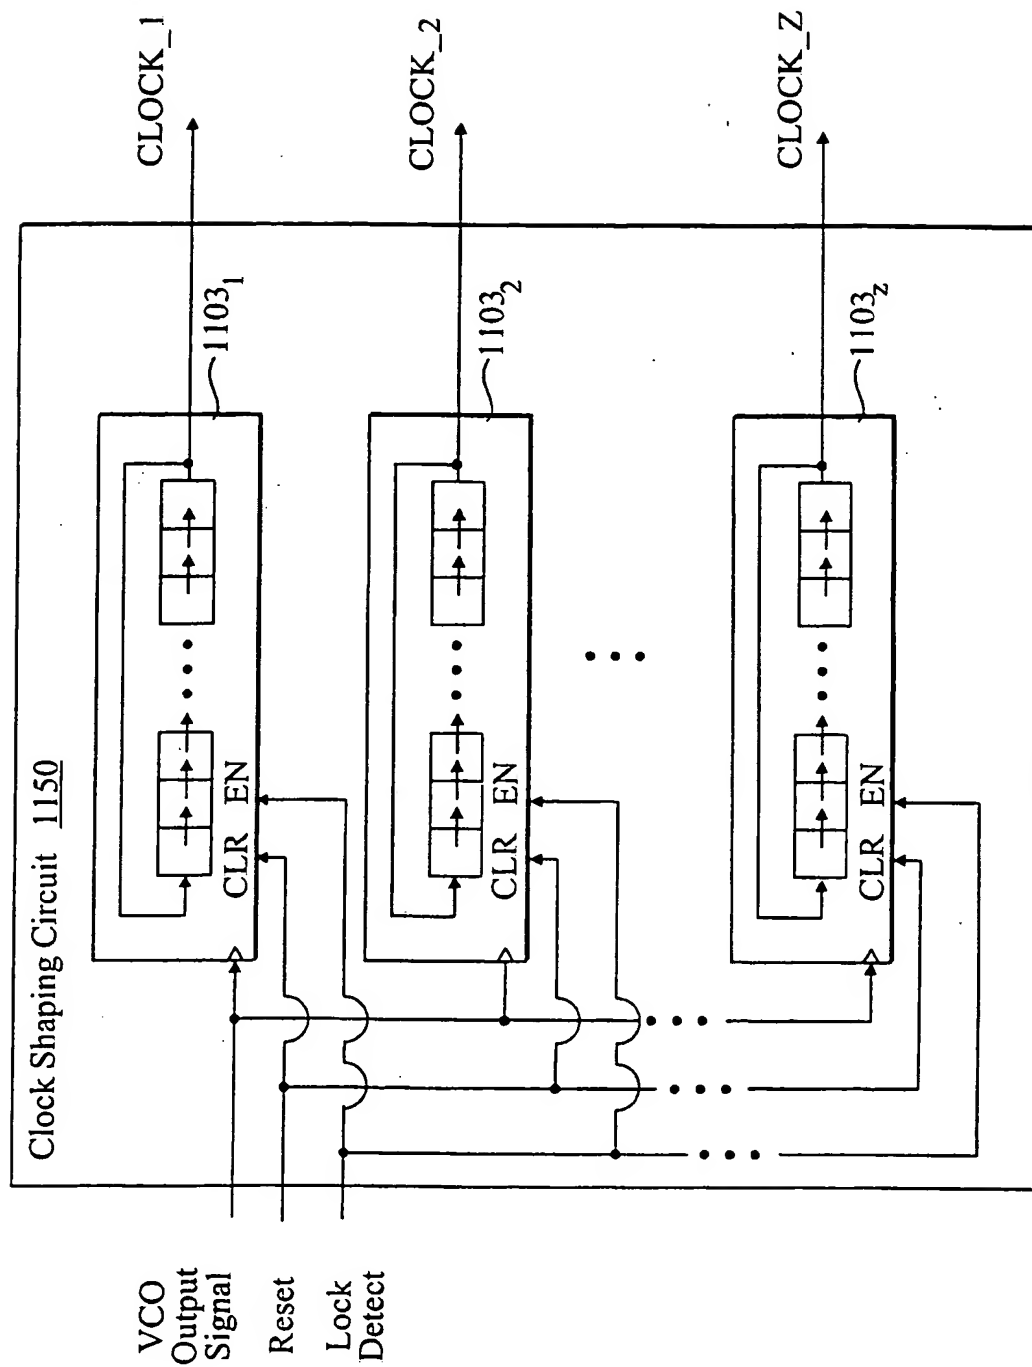 Clock Shaping Circuit 1150
VCO
Output
Signal
Reset
Lock
Detect
CLR EN
1103₁
CLOCK_1
CLR EN
1103₂
CLOCK_2
CLR EN
1103z
CLOCK_Z